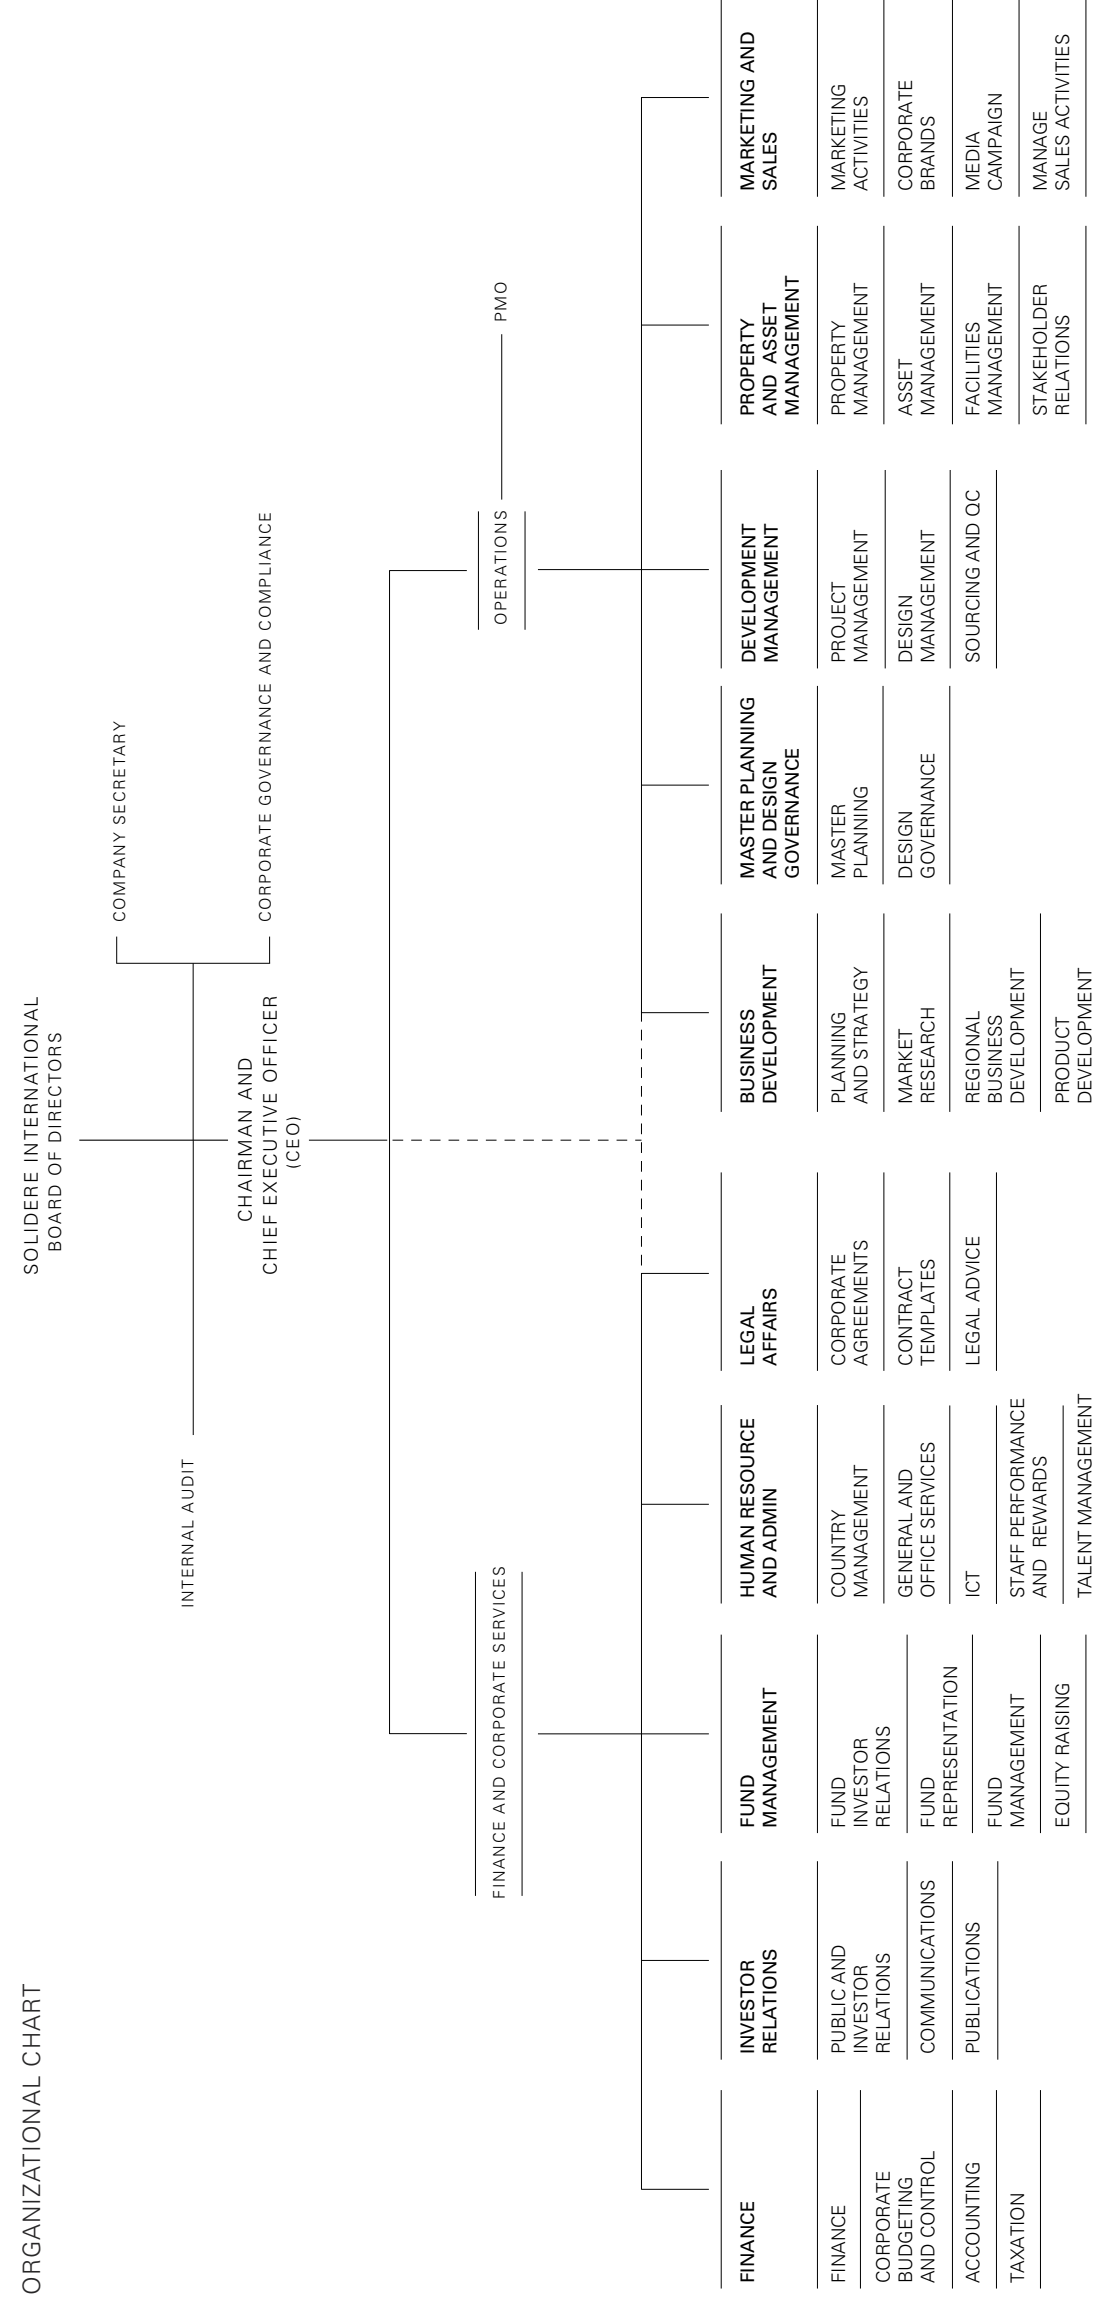 ORGANIZATIONAL CHART
SOLIDERE INTERNATIONAL
BOARD OF DIRECTORS
COMPANY SECRETARY
INTERNAL AUDIT
CORPORATE GOVERNANCE AND COMPLIANCE
CHAIRMAN AND
CHIEF EXECUTIVE OFFICER
(CEO)
FINANCE AND CORPORATE SERVICES
OPERATIONS
PMO
FINANCE
FINANCE
CORPORATE
BUDGETING
AND CONTROL
ACCOUNTING
TAXATION
INVESTOR
RELATIONS
PUBLIC AND
INVESTOR
RELATIONS
COMMUNICATIONS
PUBLICATIONS
FUND
MANAGEMENT
FUND
INVESTOR
RELATIONS
FUND
REPRESENTATION
FUND
MANAGEMENT
EQUITY RAISING
HUMAN RESOURCE
AND ADMIN
COUNTRY
MANAGEMENT
GENERAL AND
OFFICE SERVICES
ICT
STAFF PERFORMANCE
AND REWARDS
TALENT MANAGEMENT
LEGAL
AFFAIRS
CORPORATE
AGREEMENTS
CONTRACT
TEMPLATES
LEGAL ADVICE
BUSINESS
DEVELOPMENT
PLANNING
AND STRATEGY
MARKET
RESEARCH
REGIONAL
BUSINESS
DEVELOPMENT
PRODUCT
DEVELOPMENT
MASTER PLANNING
AND DESIGN
GOVERNANCE
MASTER
PLANNING
DESIGN
GOVERNANCE
DEVELOPMENT
MANAGEMENT
PROJECT
MANAGEMENT
DESIGN
MANAGEMENT
SOURCING AND QC
PROPERTY
AND ASSET
MANAGEMENT
PROPERTY
MANAGEMENT
ASSET
MANAGEMENT
FACILITIES
MANAGEMENT
STAKEHOLDER
RELATIONS
MARKETING AND
SALES
MARKETING
ACTIVITIES
CORPORATE
BRANDS
MEDIA
CAMPAIGN
MANAGE
SALES ACTIVITIES